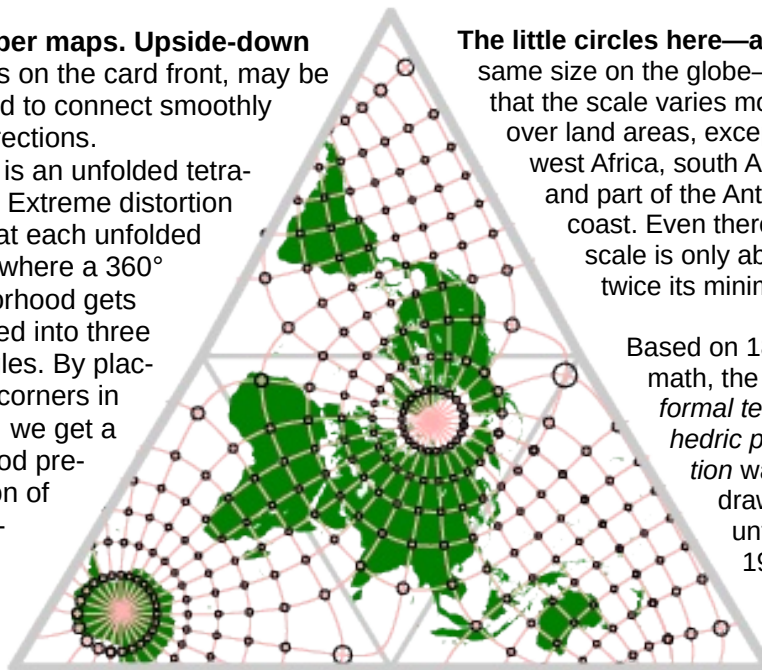 per maps. Upside-down
s on the card front, may be
d to connect smoothly
rections.
is an unfolded tetra-
Extreme distortion
at each unfolded
where a 360°
orhood gets
ed into three
les. By plac-
corners in
we get a
od pre-
on of
-
The little circles here—a
same size on the globe—
that the scale varies mo
over land areas, exce
west Africa, south A
and part of the Ant
coast. Even there
scale is only ab
twice its minin
Based on 1
math, the
formal te
hedric p
tion wa
draw
unt
19